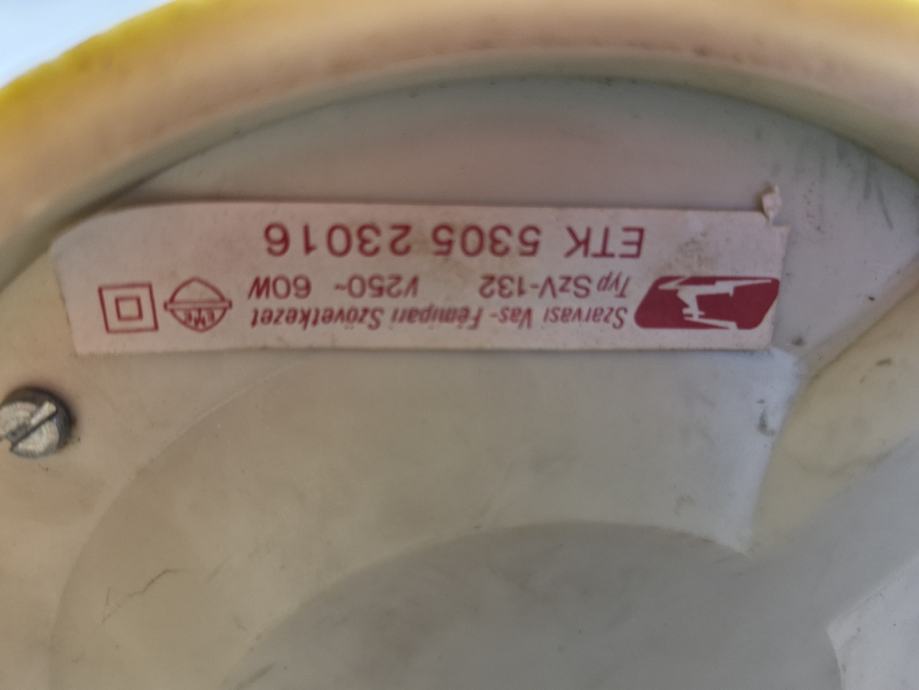 Szarvasi Vas-Fémipari Szövetkezet
Typ SzV-132 V250~ 60W
ETK 5305 23016